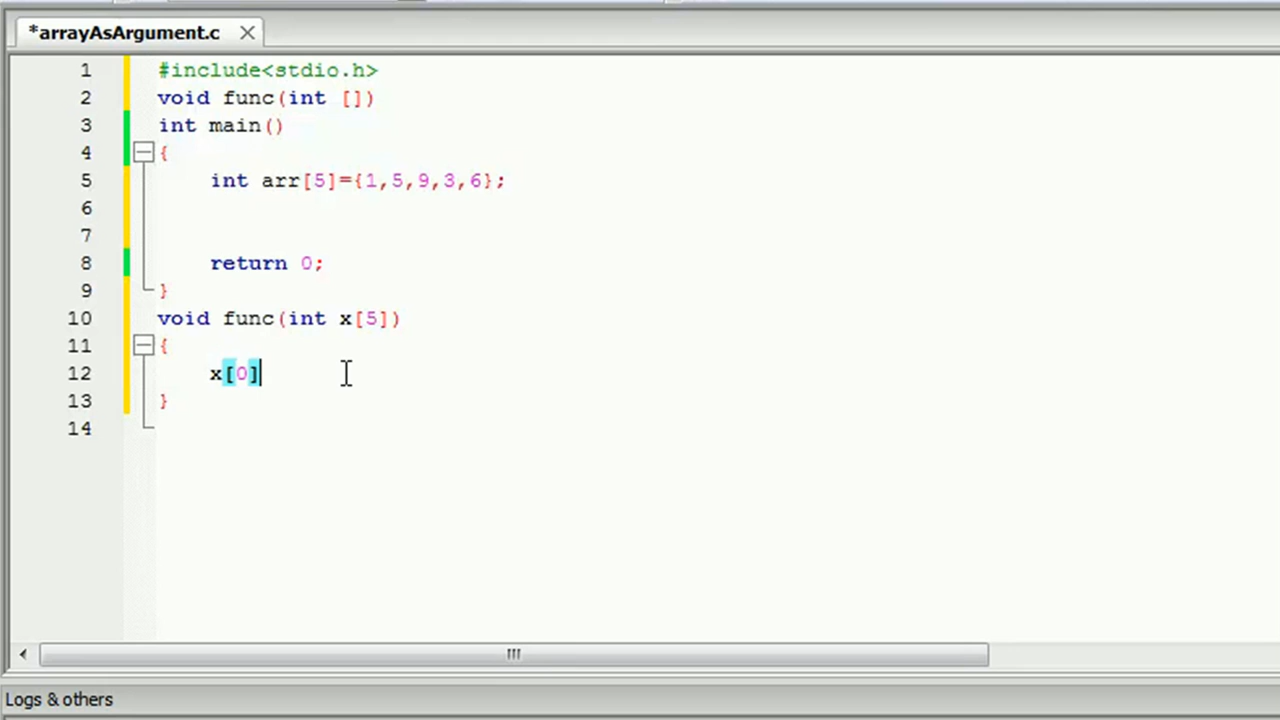 *arrayAsArgument.c
1 #include<stdio.h>
2 void func(int [])
3 int main()
4 {
5 int arr[5]={1,5,9,3,6};
6
7
8 return 0;
9 }
10 void func(int x[5])
11 {
12 x[0]
13 }
14
Logs & others